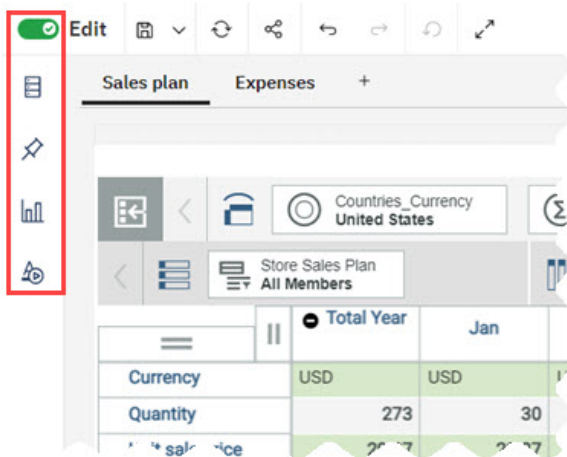 Edit
Sales plan Expenses +
Countries_Currency
United States
Store Sales Plan
All Members
Total Year Jan
Currency USD USD
Quantity 273 30